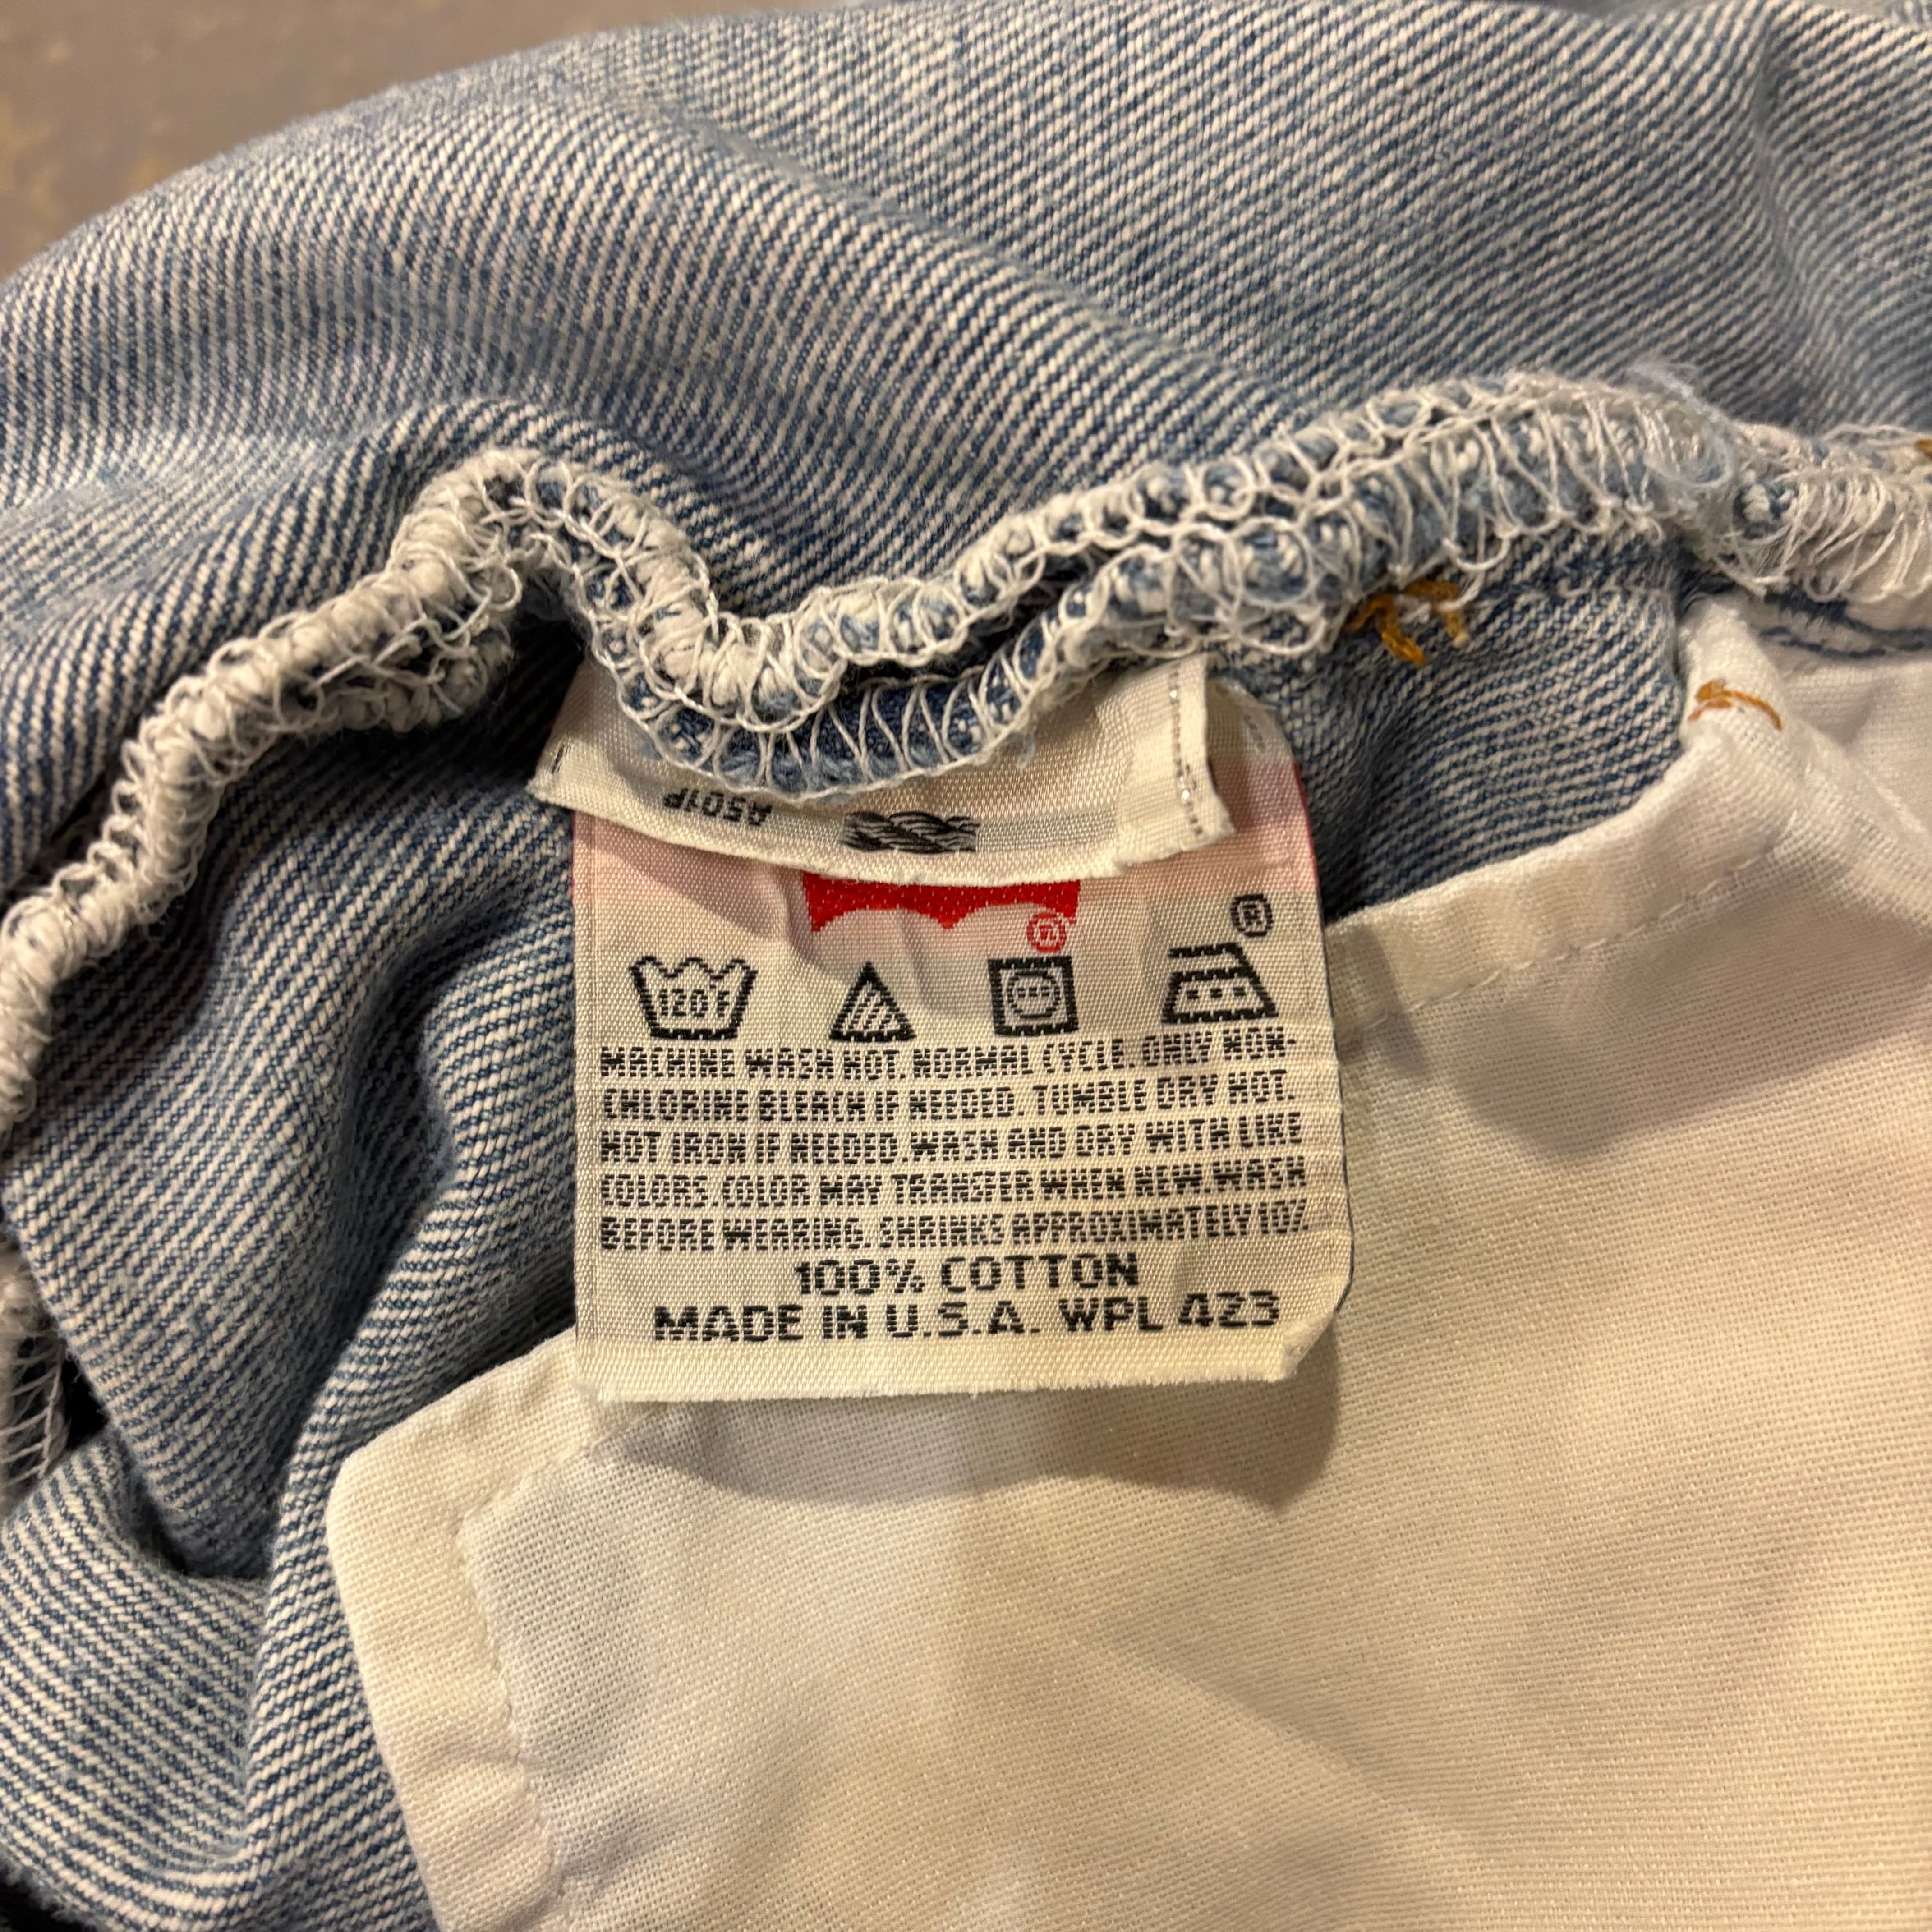 A501P
®
n
120°F
MACHINE WASH HOT. NORMAL CYCLE. ONLY NON-
CHLORINE BLEACH IF NEEDED. TUMBLE DRY HOT.
HOT IRON IF NEEDED. WASH AND DRY WITH LIKE
COLORS. COLOR MAY TRANSFER WHEN NEW. WASH
BEFORE WEARING. SHRINKS APPROXIMATELY 10%
100% COTTON
MADE IN U.S.A. WPL 423